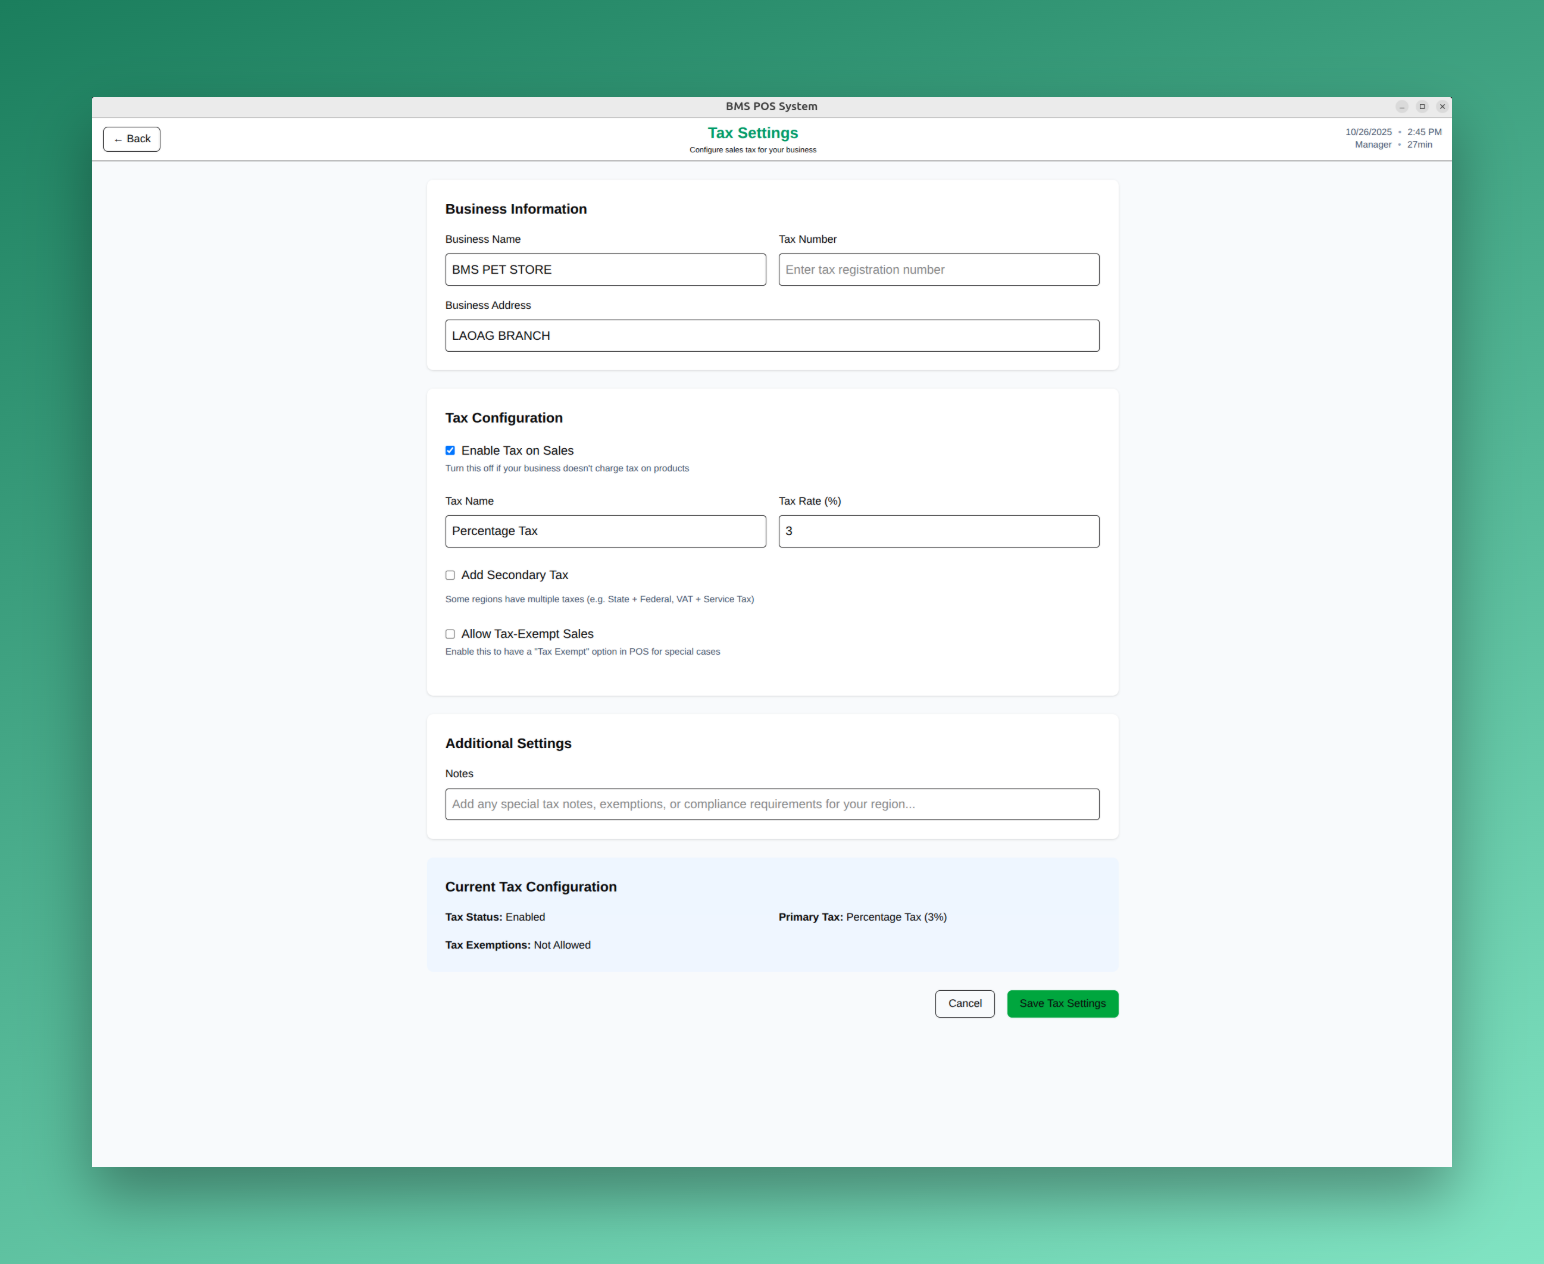 BMS POS System
← Back
Tax Settings
Configure sales tax for your business
10/26/2025 • 2:45 PM
Manager • 27min
Business Information
Business Name
Tax Number
BMS PET STORE
Enter tax registration number
Business Address
LAOAG BRANCH
Tax Configuration
Enable Tax on Sales
Turn this off if your business doesn't charge tax on products
Tax Name
Tax Rate (%)
Percentage Tax
3
Add Secondary Tax
Some regions have multiple taxes (e.g. State + Federal, VAT + Service Tax)
Allow Tax-Exempt Sales
Enable this to have a "Tax Exempt" option in POS for special cases
Additional Settings
Notes
Add any special tax notes, exemptions, or compliance requirements for your region...
Current Tax Configuration
Tax Status: Enabled
Primary Tax: Percentage Tax (3%)
Tax Exemptions: Not Allowed
Cancel
Save Tax Settings